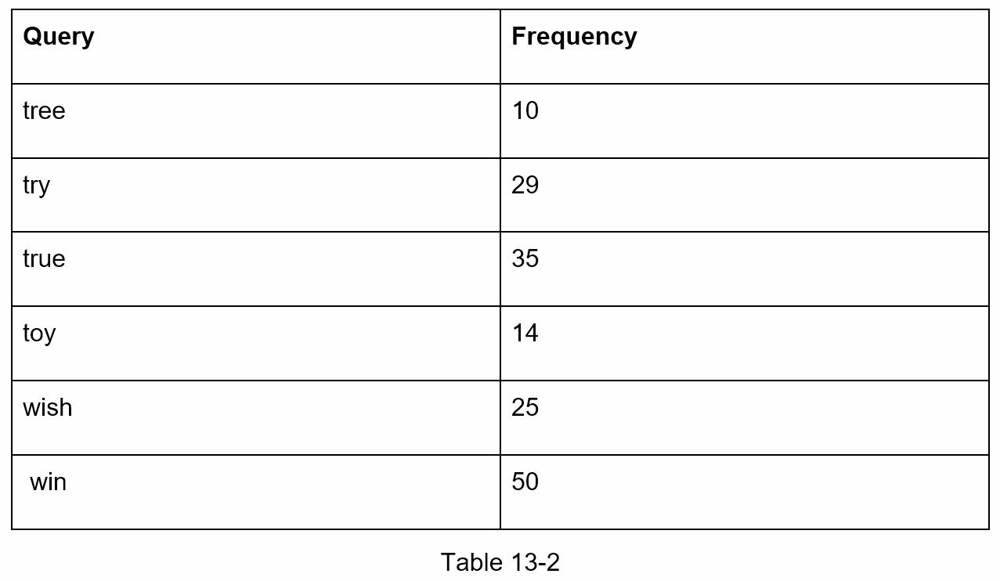 Query Frequency
tree 10
try 29
true 35
toy 14
wish 25
win 50
Table 13-2